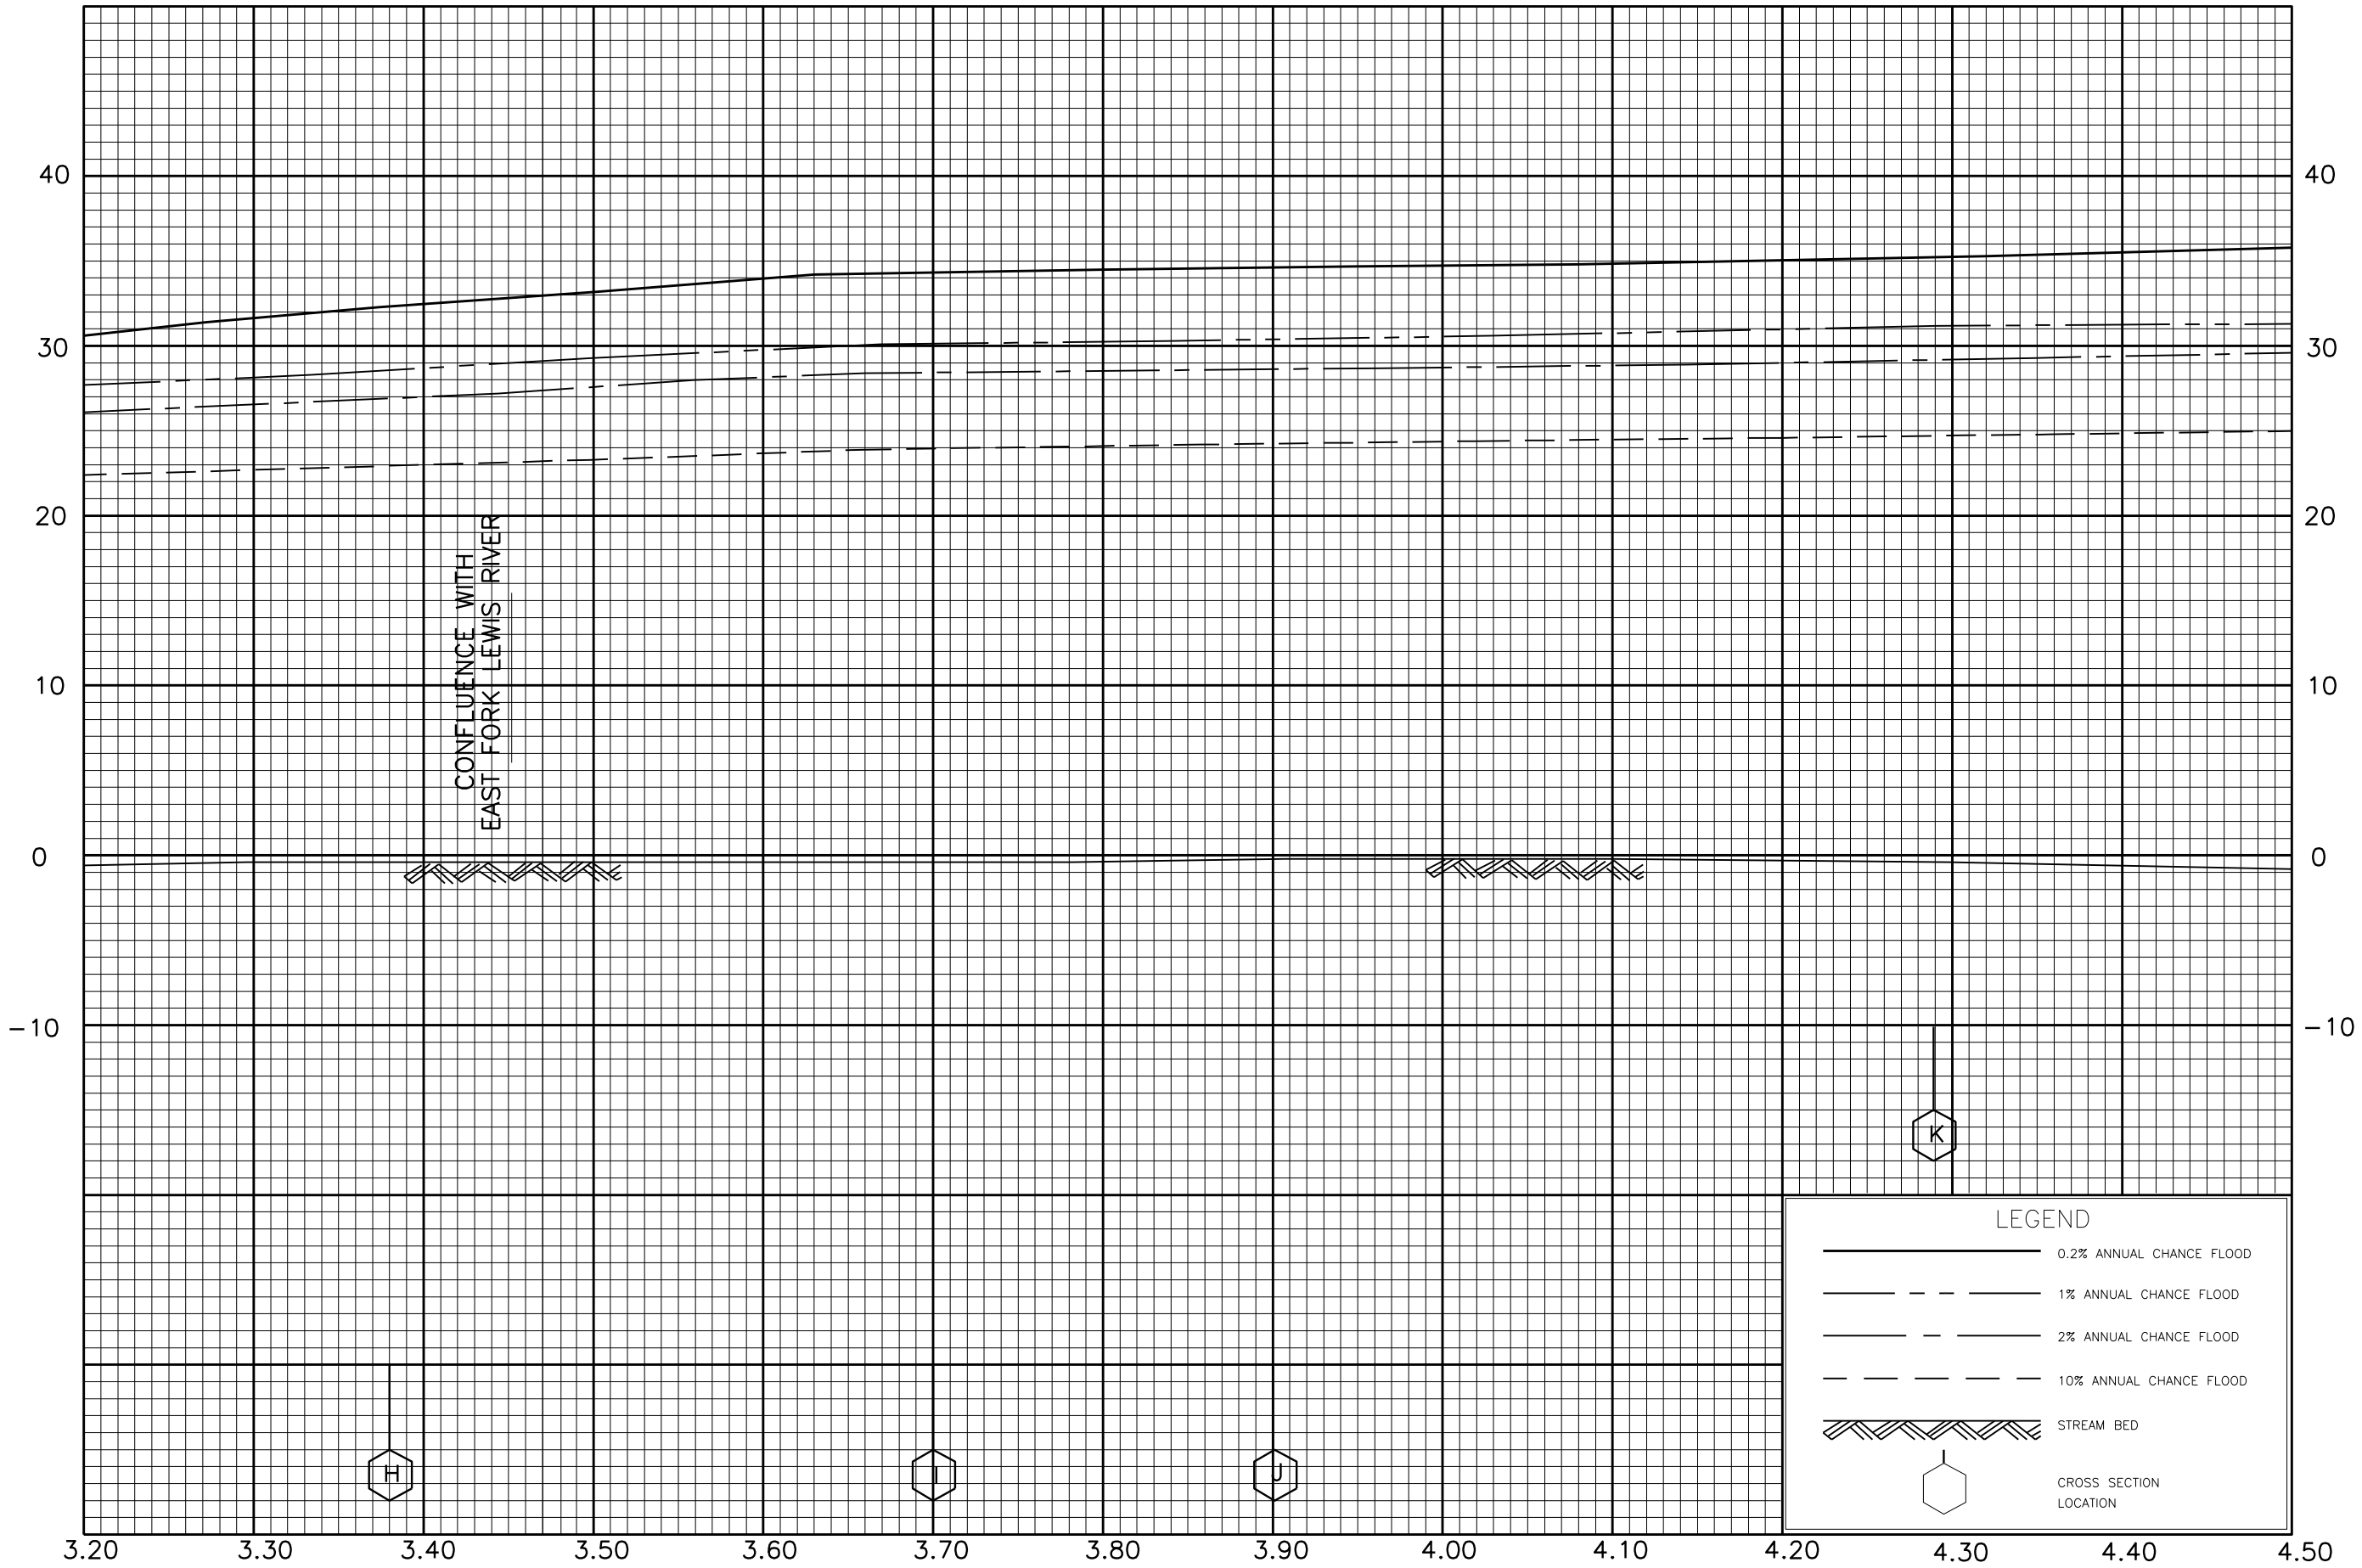 40
30
20
10
0
-10
40
30
20
10
0
-10
CONFLUENCE WITH
EAST FORK LEWIS RIVER
H
I
J
K
LEGEND
0.2% ANNUAL CHANCE FLOOD
1% ANNUAL CHANCE FLOOD
2% ANNUAL CHANCE FLOOD
10% ANNUAL CHANCE FLOOD
STREAM BED
CROSS SECTION
LOCATION
3.20 3.30 3.40 3.50 3.60 3.70 3.80 3.90 4.00 4.10 4.20 4.30 4.40 4.50